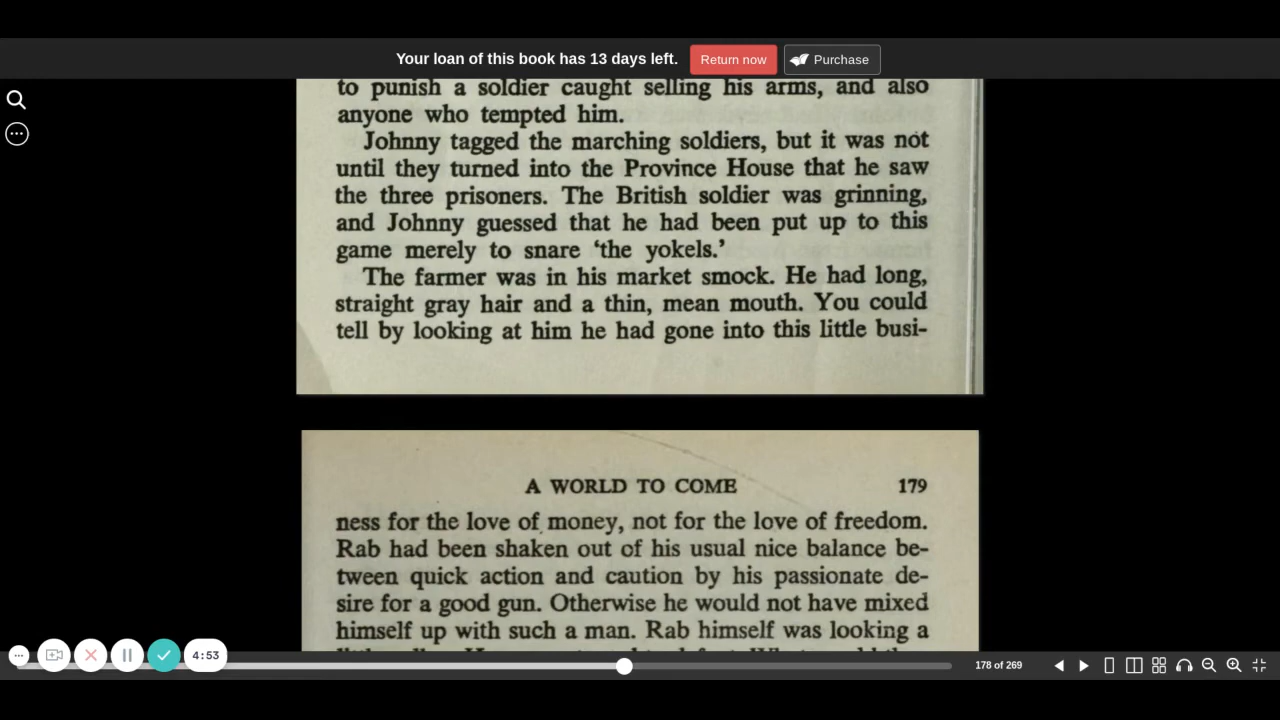 Your loan of this book has 13 days left. Return now Purchase
to punish a soldier caught selling his arms, and also
anyone who tempted him.
Johnny tagged the marching soldiers, but it was not
until they turned into the Province House that he saw
the three prisoners. The British soldier was grinning,
and Johnny guessed that he had been put up to this
game merely to snare ‘the yokels.’
The farmer was in his market smock. He had long,
straight gray hair and a thin, mean mouth. You could
tell by looking at him he had gone into this little busi-
A WORLD TO COME 179
ness for the love of money, not for the love of freedom.
Rab had been shaken out of his usual nice balance be-
tween quick action and caution by his passionate de-
sire for a good gun. Otherwise he would not have mixed
himself up with such a man. Rab himself was looking a
4:53
178 of 269